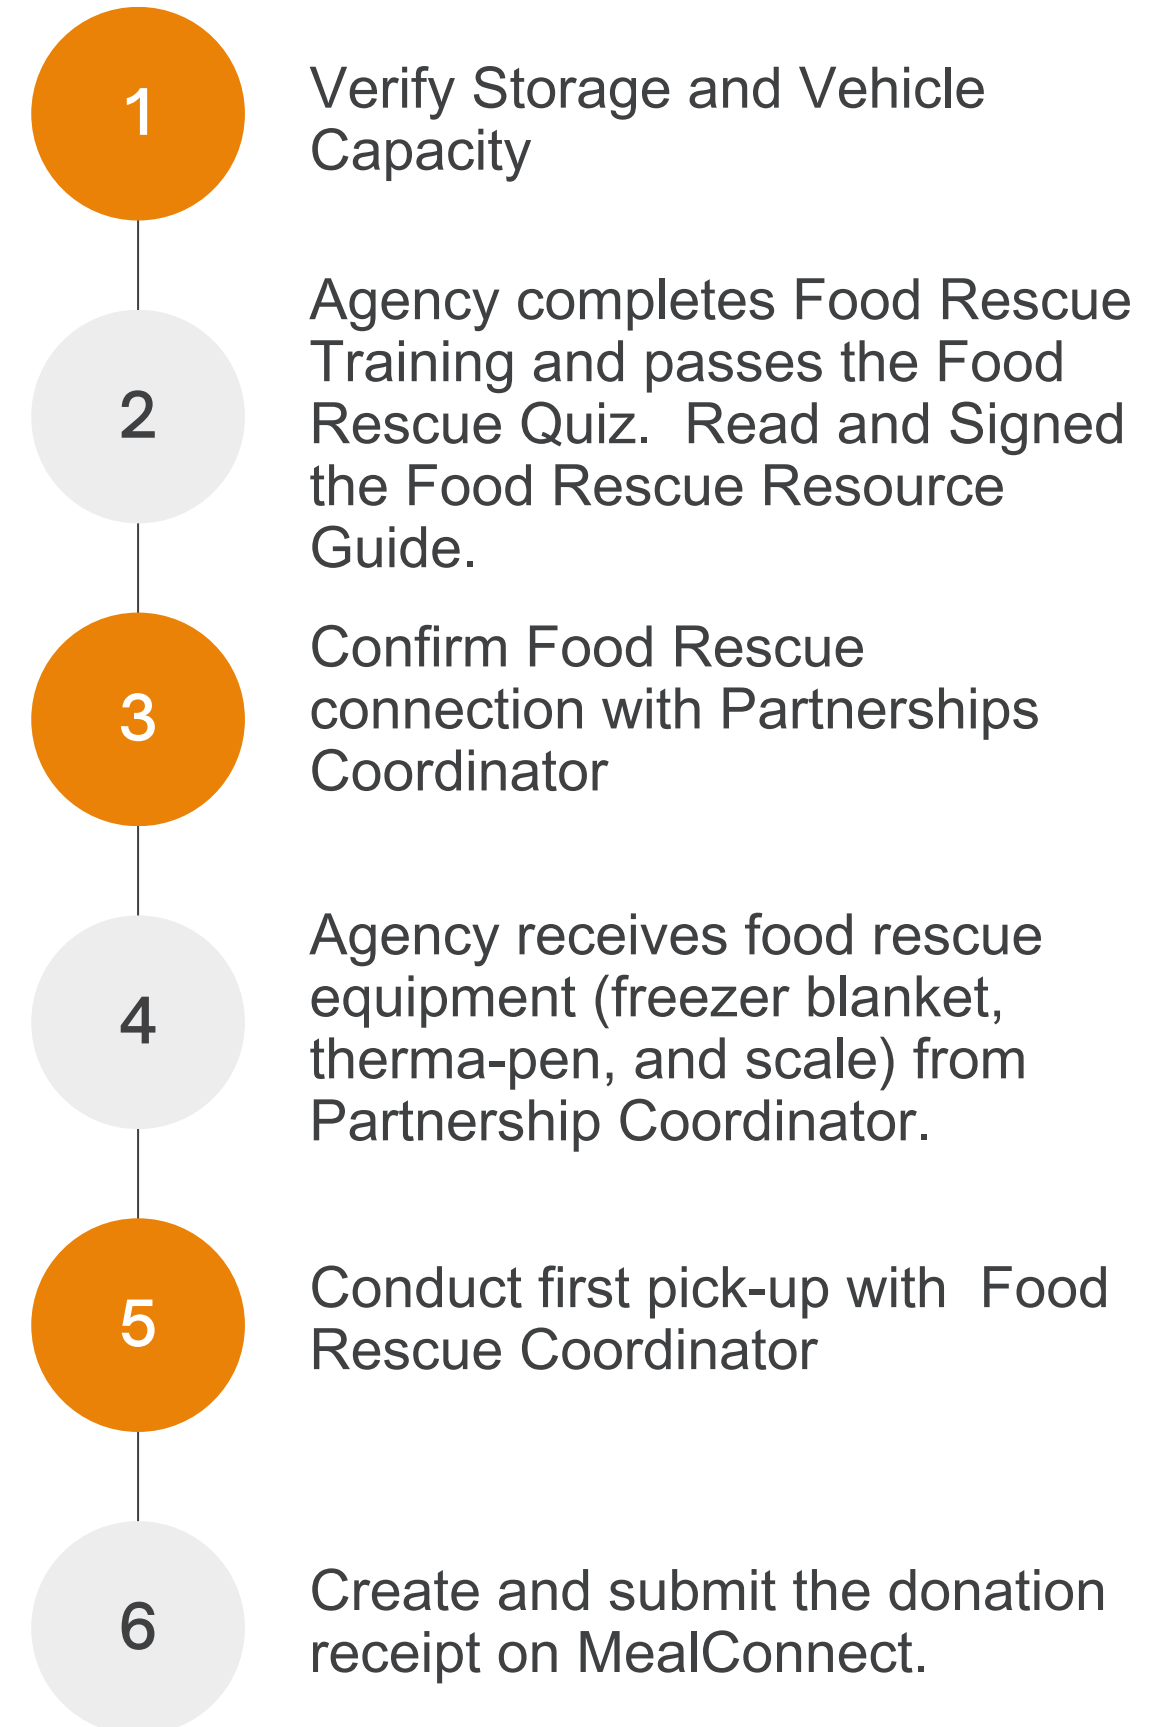 1
Verify Storage and Vehicle
Capacity
2
Agency completes Food Rescue
Training and passes the Food
Rescue Quiz.  Read and Signed
the Food Rescue Resource
Guide.
3
Confirm Food Rescue
connection with Partnerships
Coordinator
4
Agency receives food rescue
equipment (freezer blanket,
therma-pen, and scale) from
Partnership Coordinator.
5
Conduct first pick-up with  Food
Rescue Coordinator
6
Create and submit the donation
receipt on MealConnect.